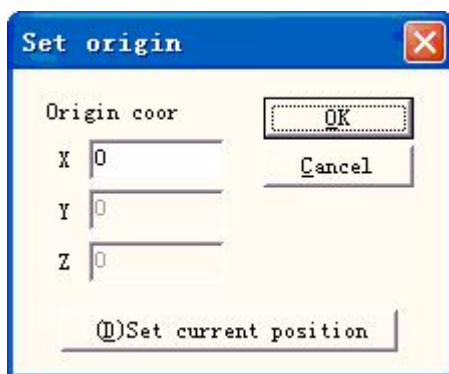 Set origin
Origin coor
OK
X 0
Cancel
Y 0
Z 0
(D)Set current position